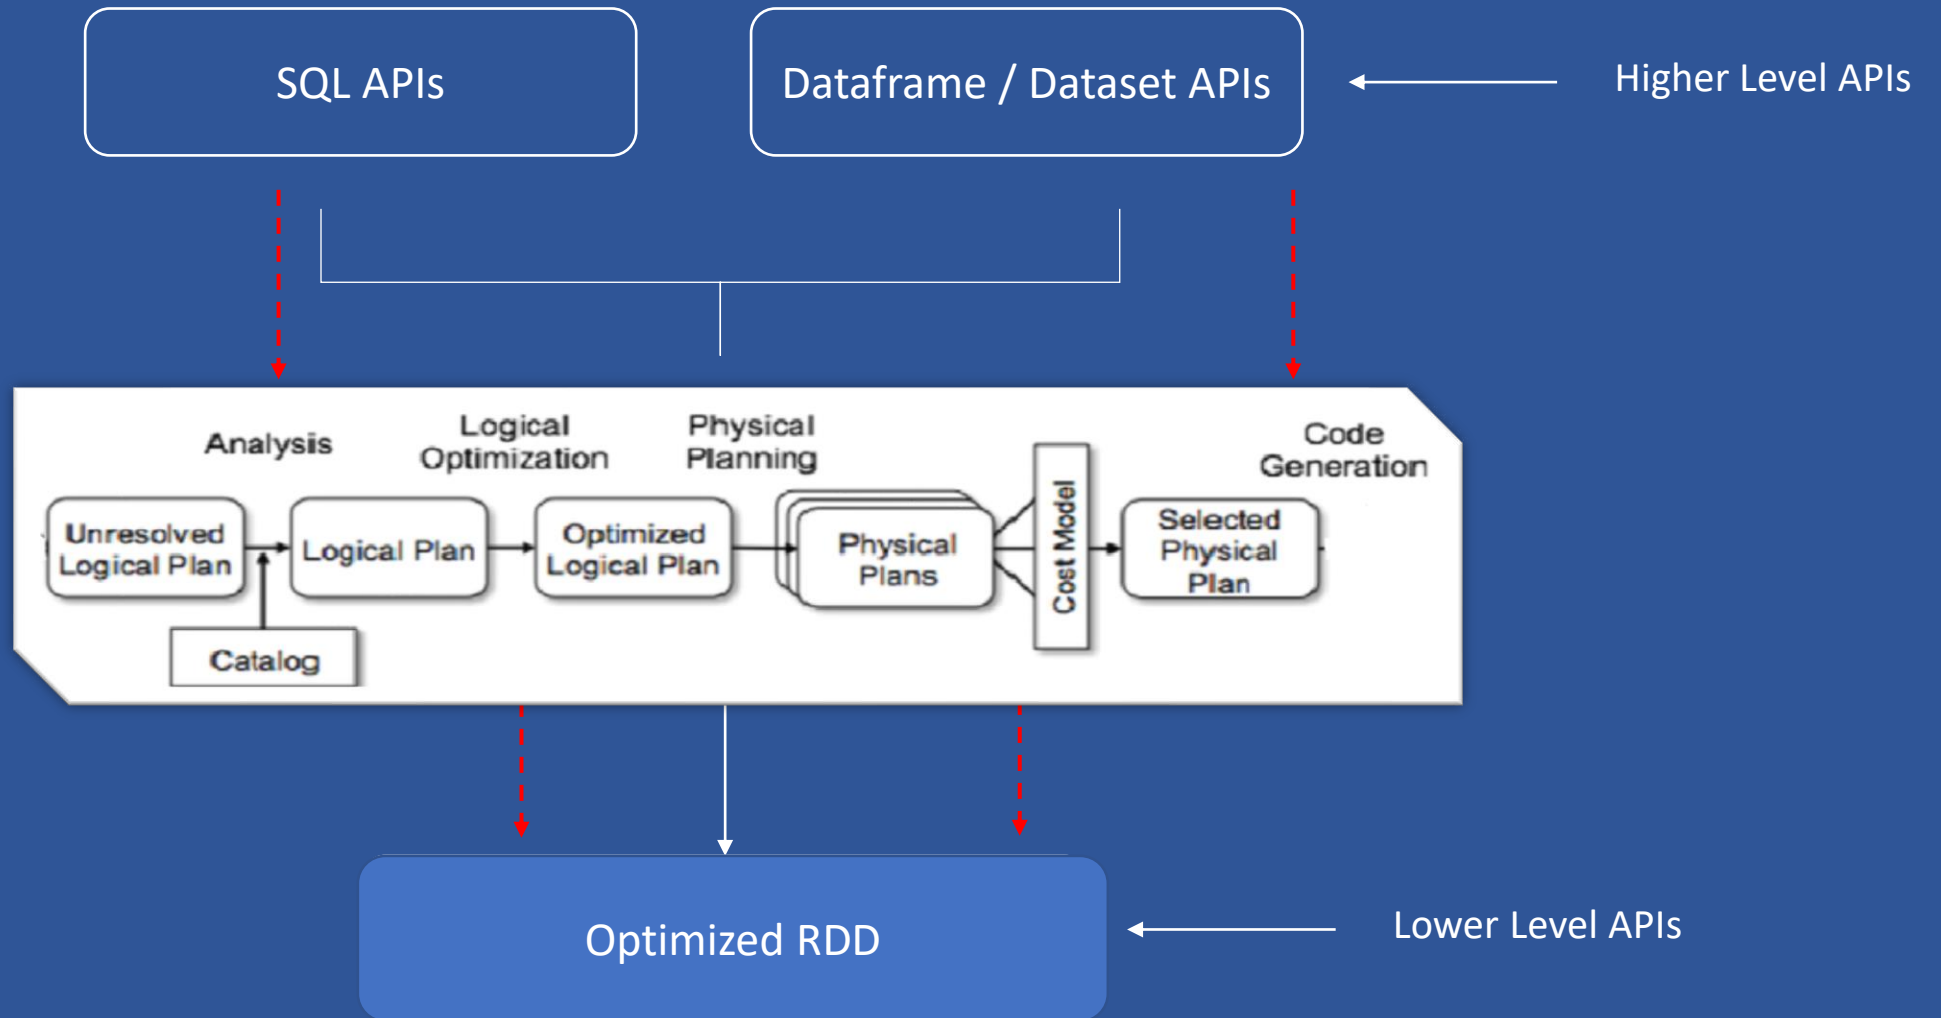 SQL APIs
Dataframe / Dataset APIs
Higher Level APIs
Analysis
Logical
Optimization
Physical
Planning
Code
Generation
Unresolved
Logical Plan
Logical Plan
Optimized
Logical Plan
Physical
Plans
Cost Model
Selected
Physical
Plan
Catalog
Optimized RDD
Lower Level APIs